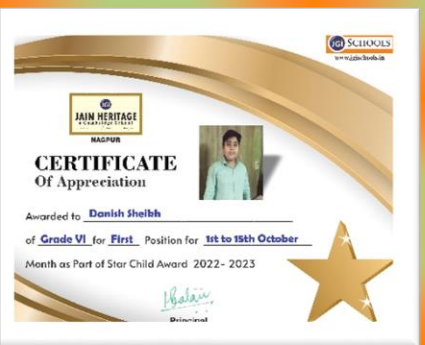 JGI SCHOOLS
www.jgischools.in
JGI
JAIN HERITAGE
a Cambridge School
NAGPUR
CERTIFICATE
Of Appreciation
Awarded to Danish Sheikh
of Grade VI for First Position for 1st to 15th October
Month as Part of Star Child Award 2022- 2023
Principal